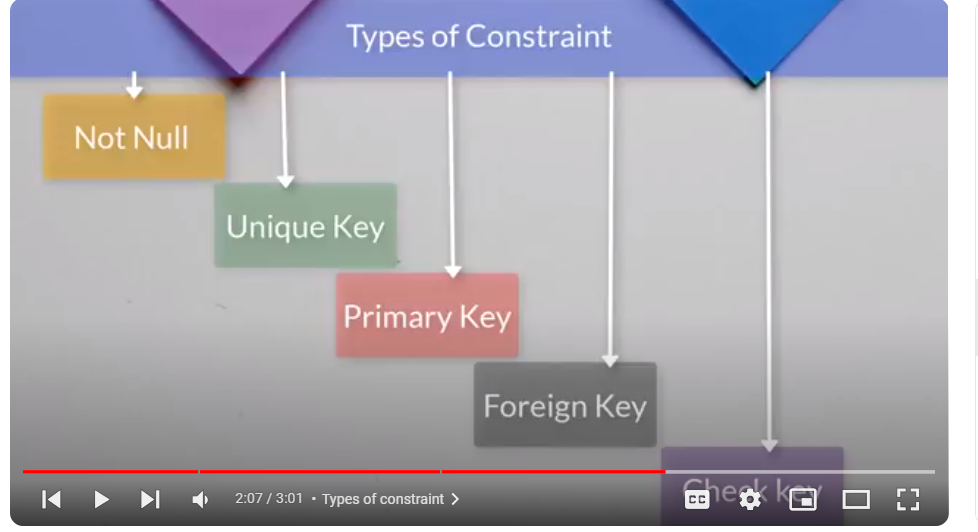 Types of Constraint
Not Null
Unique Key
Primary Key
Foreign Key
Check key
2:07 / 3:01 • Types of constraint
CC